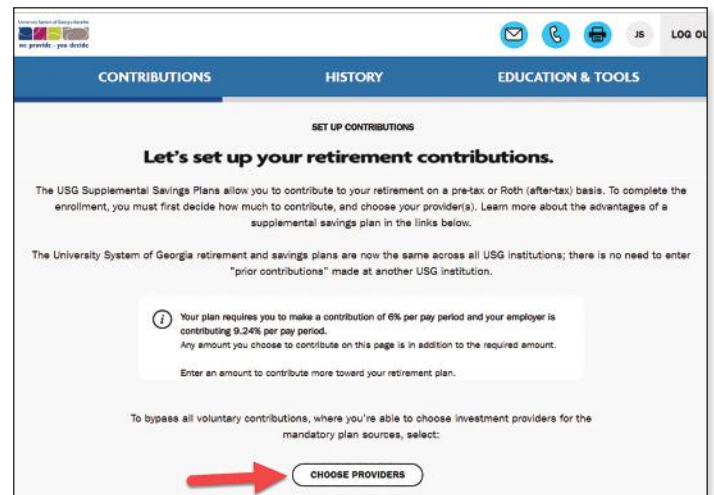 University System of Georgia Benefits
we provide - you decide
JS
LOG OU
CONTRIBUTIONS
HISTORY
EDUCATION & TOOLS
SET UP CONTRIBUTIONS
Let's set up your retirement contributions.
The USG Supplemental Savings Plans allow you to contribute to your retirement on a pre-tax or Roth (after-tax) basis. To complete the
enrollment, you must first decide how much to contribute, and choose your provider(s). Learn more about the advantages of a
supplemental savings plan in the links below.
The University System of Georgia retirement and savings plans are now the same across all USG institutions; there is no need to enter
"prior contributions" made at another USG institution.
i
Your plan requires you to make a contribution of 6% per pay period and your employer is
contributing 9.24% per pay period.
Any amount you choose to contribute on this page is in addition to the required amount.
Enter an amount to contribute more toward your retirement plan.
To bypass all voluntary contributions, where you're able to choose investment providers for the
mandatory plan sources, select:
CHOOSE PROVIDERS